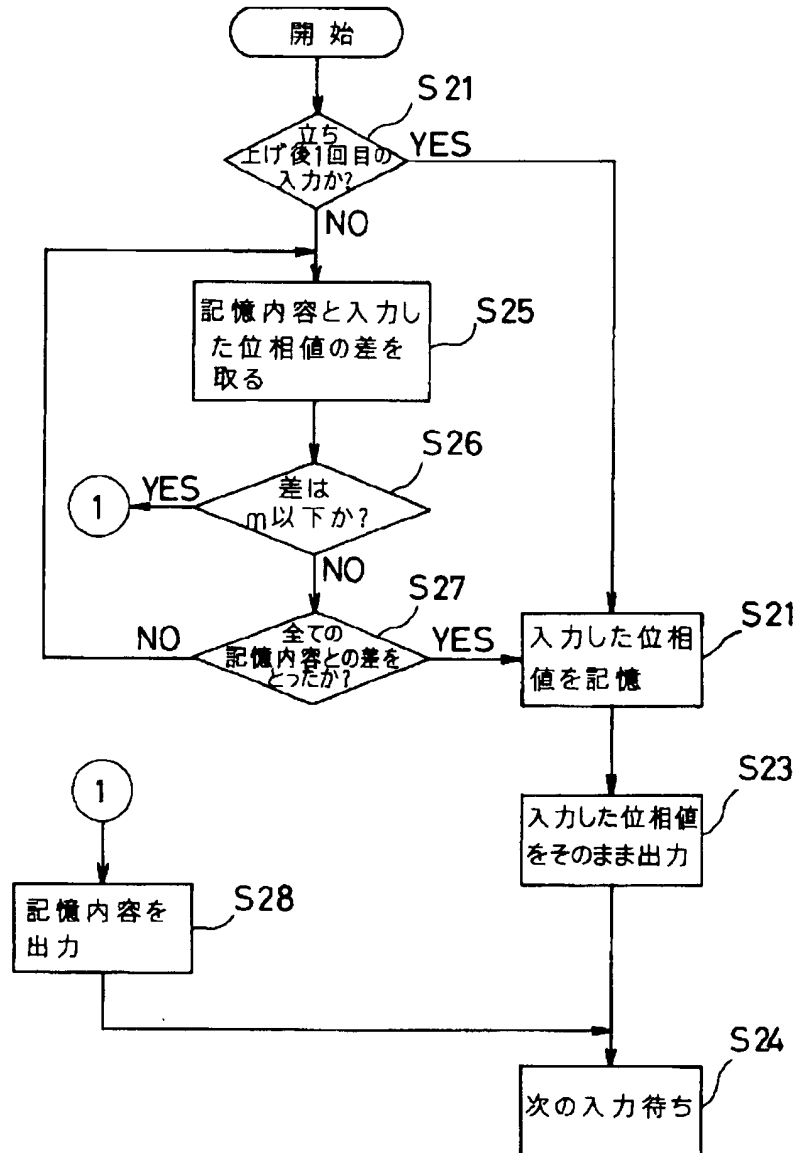 開始
S21
立ち
上げ後1回目の
入力か?
YES
NO
記憶内容と入力し
た位相値の差を
取る
S25
S26
差は
m以下か?
YES
1
NO
S27
全ての
記憶内容との差を
とったか?
NO
YES
S21
入力した位相
値を記憶
S23
入力した位相値
をそのまま出力
1
S28
記憶内容を
出力
S24
次の入力待ち